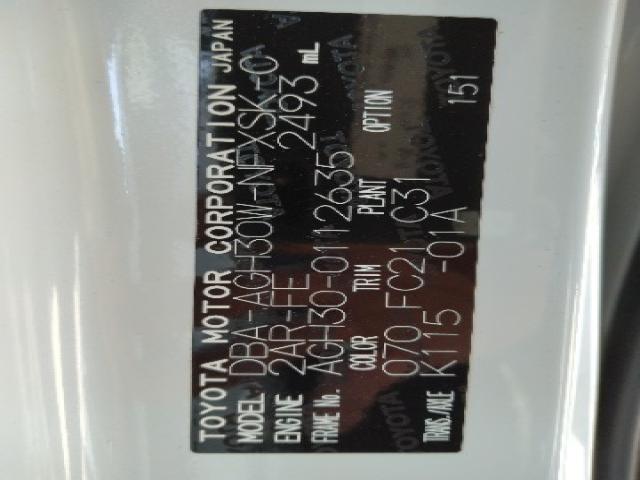 TOYOTA MOTOR CORPORATION JAPAN
MODEL DBA-AGH30W-NFXSK-0
ENGINE 2AR-FE 2493 mL
FRAME No. AGH30-0112635
COLOR TRIM PLANT OPTION
070 FC21 C31
TRANS./AXLE K115 -01A 151